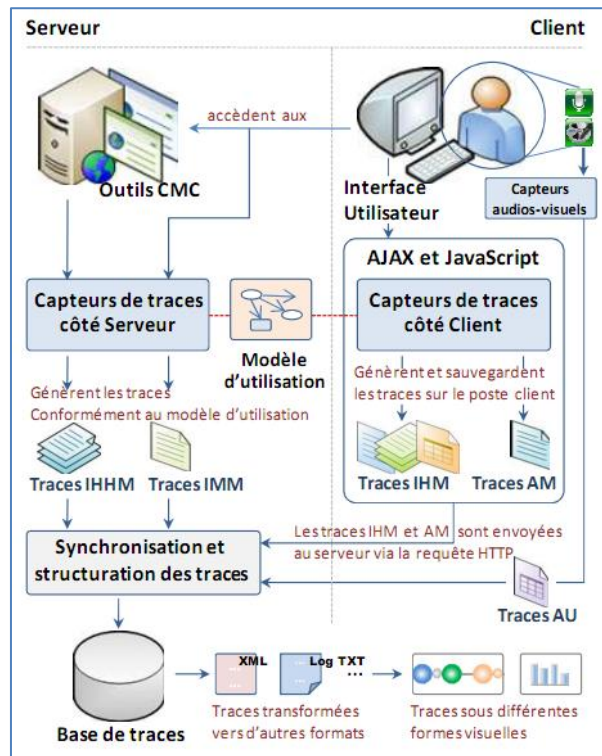 Serveur
Client
accèdent aux
Outils CMC
Interface
Utilisateur
Capteurs
audios-visuels
AJAX et JavaScript
Capteurs de traces
côté Serveur
Modèle
d'utilisation
Capteurs de traces
côté Client
Génèrent les traces
Conformément au modèle d'utilisation
Génèrent et sauvegardent
les traces sur le poste client
Traces IHHM
Traces IMM
Traces IHM
Traces AM
Les traces IHM et AM sont envoyées
au serveur via la requête HTTP
Synchronisation et
structuration des traces
Traces AU
Base de traces
XML
Log TXT
...
Traces transformées
vers d'autres formats
Traces sous différentes
formes visuelles